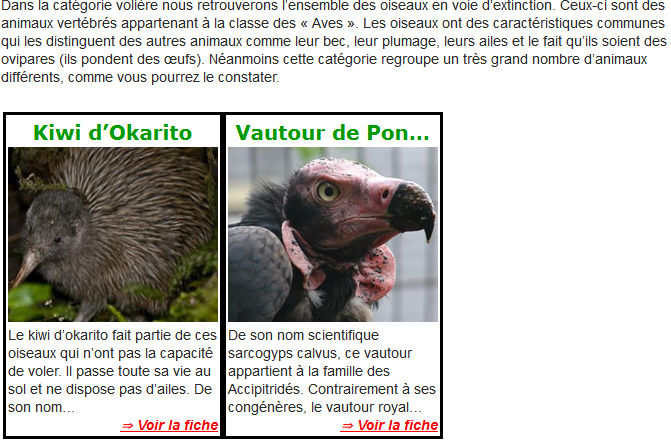 Dans la catégorie volière nous retrouverons l’ensemble des oiseaux en voie d’extinction. Ceux-ci sont des
animaux vertébrés appartenant à la classe des « Aves ». Les oiseaux ont des caractéristiques communes
qui les distinguent des autres animaux comme leur bec, leur plumage, leurs ailes et le fait qu’ils soient des
ovipares (ils pondent des œufs). Néanmoins cette catégorie regroupe un très grand nombre d’animaux
différents, comme vous pourrez le constater.
Kiwi d’Okarito
Le kiwi d’okarito fait partie de ces
oiseaux qui n’ont pas la capacité
de voler. Il passe toute sa vie au
sol et ne dispose pas d’ailes. De
son nom…
⇒ Voir la fiche
Vautour de Pon…
De son nom scientifique
sarcogyps calvus, ce vautour
appartient à la famille des
Accipitridés. Contrairement à ses
congénères, le vautour royal…
⇒ Voir la fiche